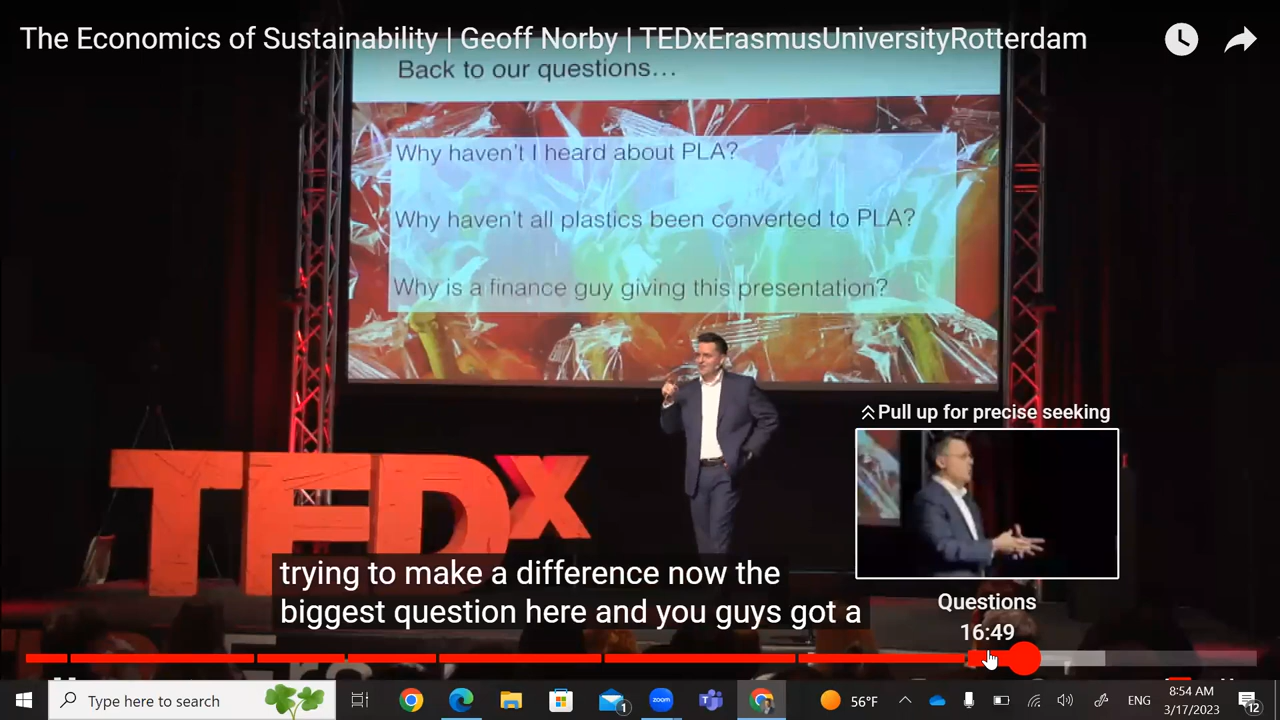 The Economics of Sustainability | Geoff Norby | TEDxErasmusUniversityRotterdam
Back to our questions...
Why haven't I heard about PLA?
Why haven't all plastics been converted to PLA?
Why is a finance guy giving this presentation?
Pull up for precise seeking
TEDx
trying to make a difference now the
biggest question here and you guys got a
Questions
16:49
Type here to search
zoom
1
56°F
ENG
8:54 AM
3/17/2023
12